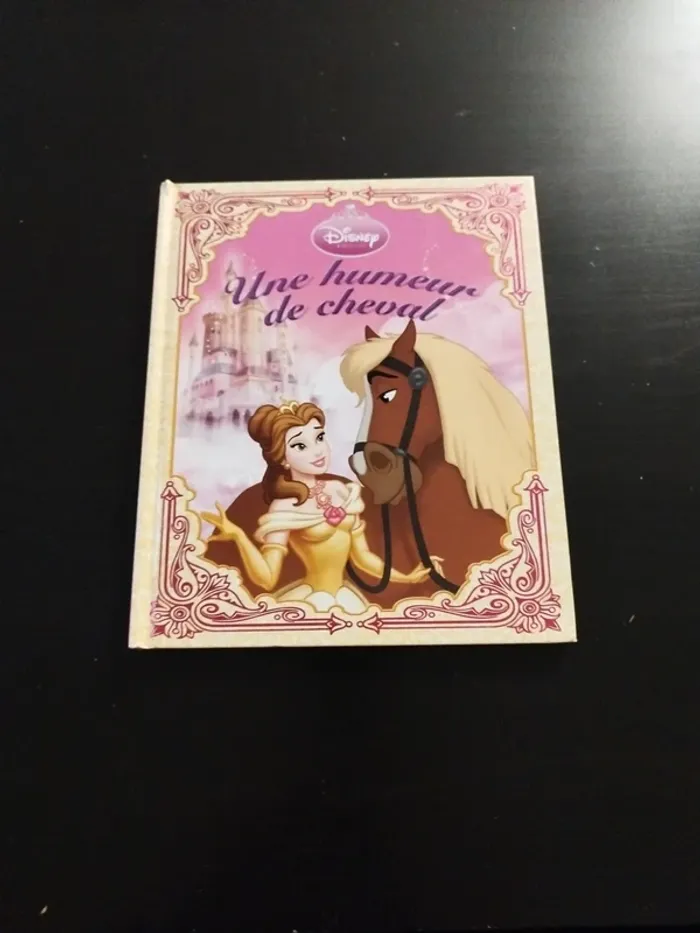 Disney
Une humeur
de cheval